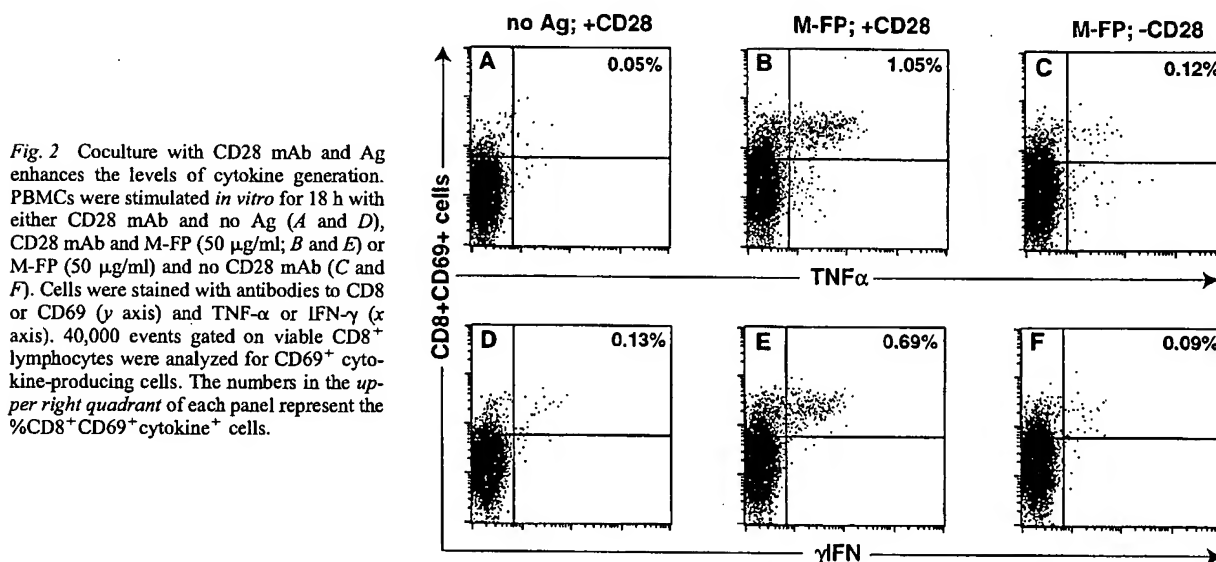 no Ag; +CD28
M-FP; +CD28
M-FP; -CD28
A
0.05%
B
1.05%
C
0.12%
TNFα
CD8+CD69+ cells
D
0.13%
E
0.69%
F
0.09%
γIFN
Fig. 2 Coculture with CD28 mAb and Ag
enhances the levels of cytokine generation.
PBMCs were stimulated in vitro for 18 h with
either CD28 mAb and no Ag (A and D),
CD28 mAb and M-FP (50 μg/ml; B and E) or
M-FP (50 μg/ml) and no CD28 mAb (C and
F). Cells were stained with antibodies to CD8
or CD69 (y axis) and TNF-α or IFN-γ (x
axis). 40,000 events gated on viable CD8⁺
lymphocytes were analyzed for CD69⁺ cyto-
kine-producing cells. The numbers in the up-
per right quadrant of each panel represent the
%CD8⁺CD69⁺cytokine⁺ cells.